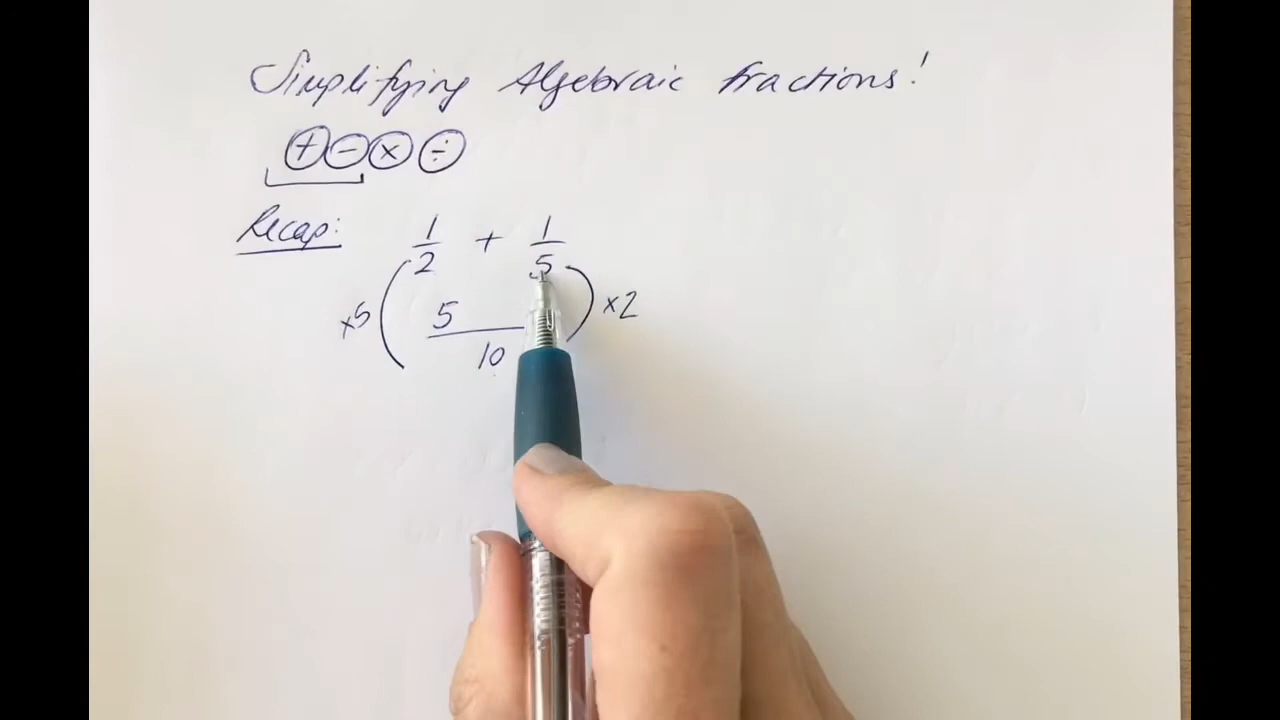 Simplifying Algebraic fractions!
+ − × ÷
Recap: 1/2 + 1/5
×5 5 ×2
10